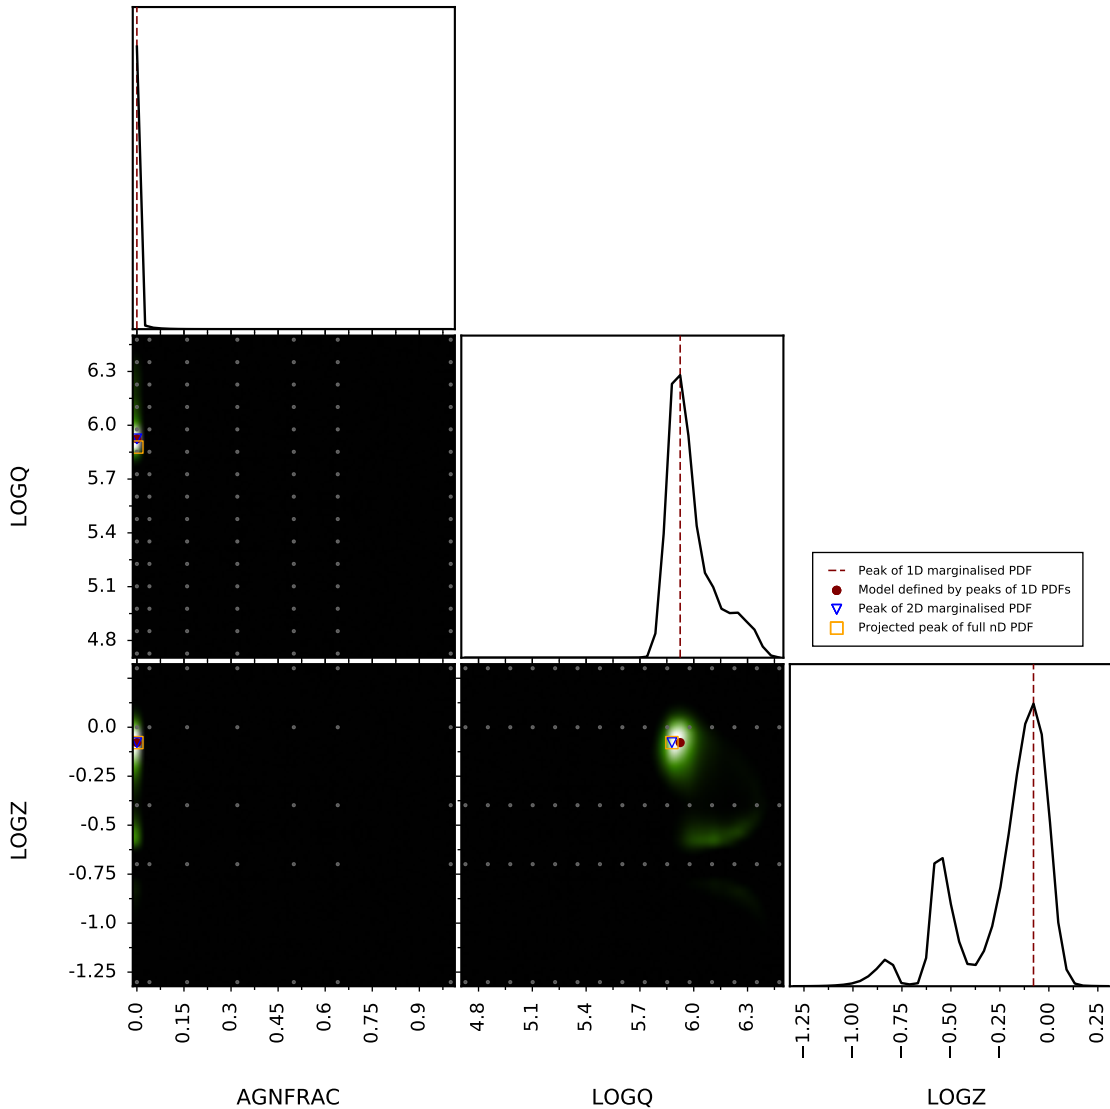 6.3
6.0
5.7
5.4
5.1
4.8
LOGQ
Peak of 1D marginalised PDF
Model defined by peaks of 1D PDFs
Peak of 2D marginalised PDF
Projected peak of full nD PDF
0.0
-0.25
-0.5
-0.75
-1.0
-1.25
LOGZ
0.0 0.15 0.3 0.45 0.6 0.75 0.9
4.8 5.1 5.4 5.7 6.0 6.3
−1.25 −1.00 −0.75 −0.50 −0.25 0.00 0.25
AGNFRAC LOGQ LOGZ